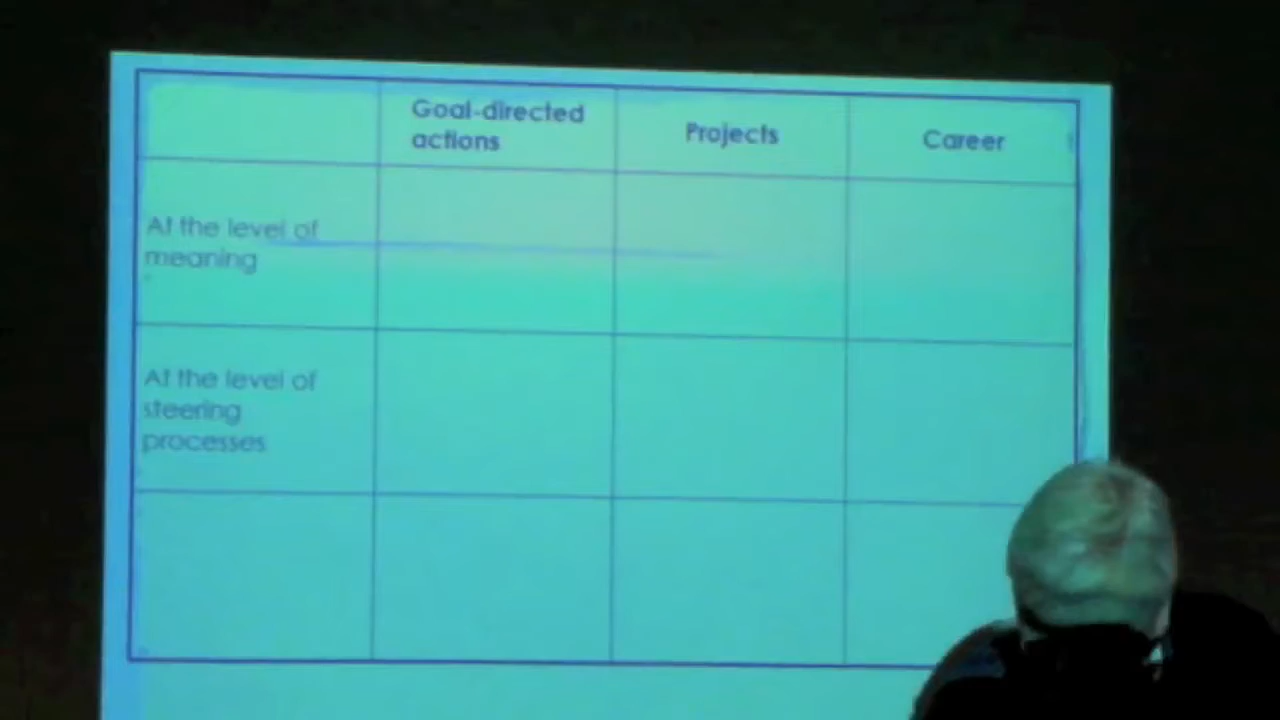 Goal-directed
actions
Projects
Career
At the level of
meaning
At the level of
steering
processes